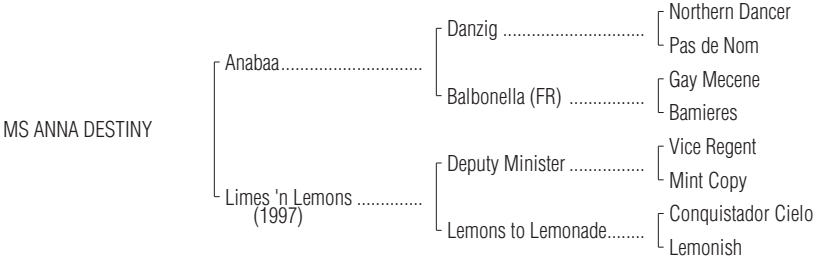 Northern Dancer
Danzig ..............................
Pas de Nom
Anabaa..............................
Gay Mecene
Balbonella (FR) ................
Bamieres
MS ANNA DESTINY
Vice Regent
Deputy Minister ................
Mint Copy
Limes 'n Lemons ..............
(1997)
Conquistador Cielo
Lemons to Lemonade........
Lemonish